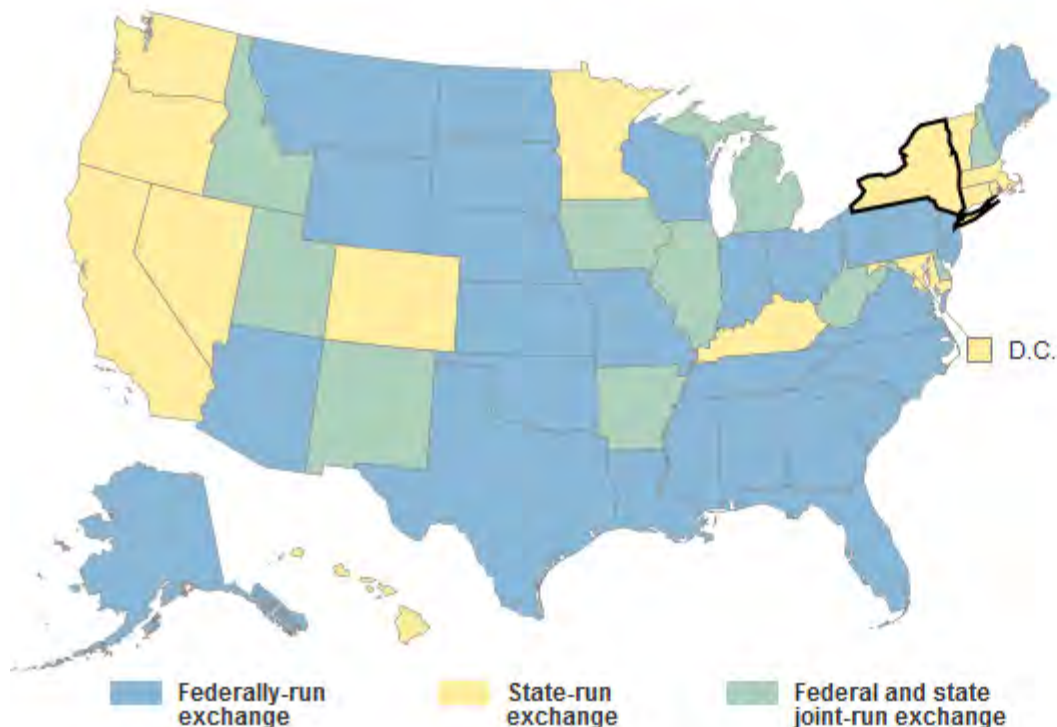 D.C.
Federally-run
exchange
State-run
exchange
Federal and state
joint-run exchange